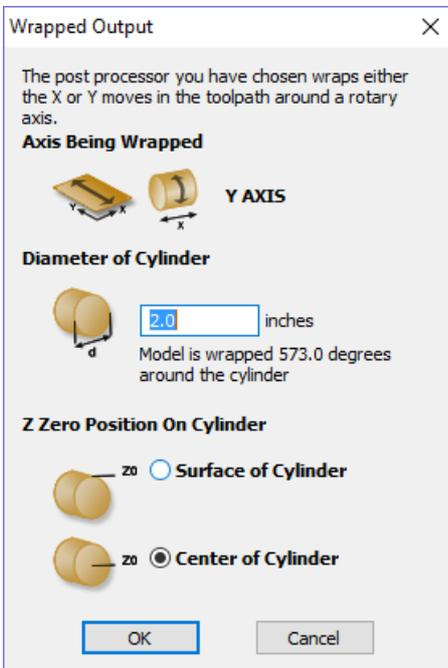 Wrapped Output
The post processor you have chosen wraps either
the X or Y moves in the toolpath around a rotary
axis.
Axis Being Wrapped
Y X
X
Y AXIS
Diameter of Cylinder
d
2.0 inches
Model is wrapped 573.0 degrees
around the cylinder
Z Zero Position On Cylinder
Z0 Surface of Cylinder
Z0 Center of Cylinder
OK Cancel